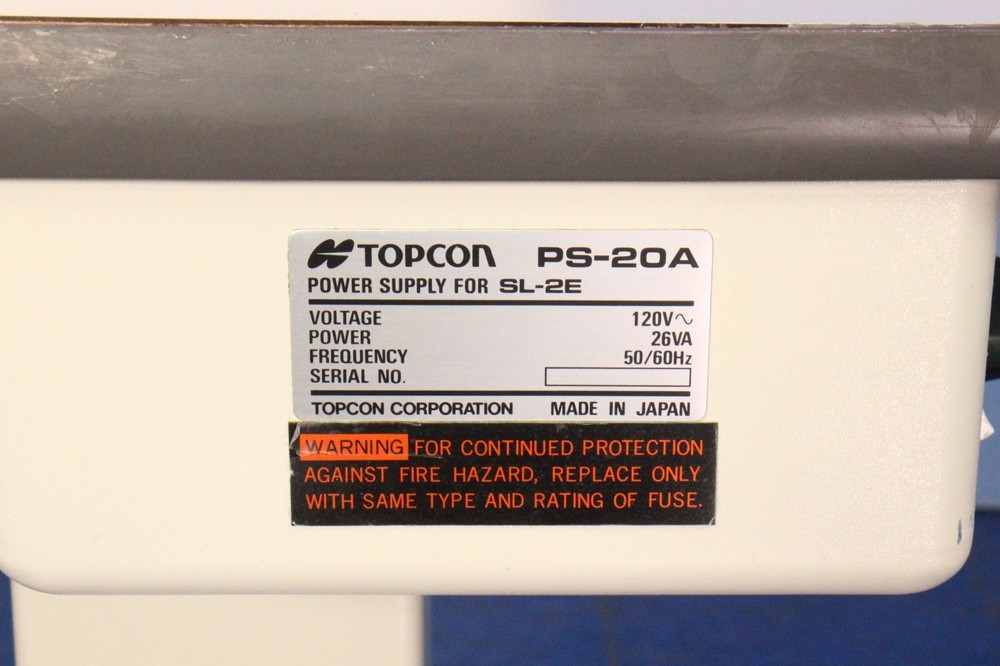 TOPCON PS-20A
POWER SUPPLY FOR SL-2E
VOLTAGE 120V~
POWER 26VA
FREQUENCY 50/60Hz
SERIAL NO.
TOPCON CORPORATION MADE IN JAPAN
WARNING FOR CONTINUED PROTECTION
AGAINST FIRE HAZARD, REPLACE ONLY
WITH SAME TYPE AND RATING OF FUSE.